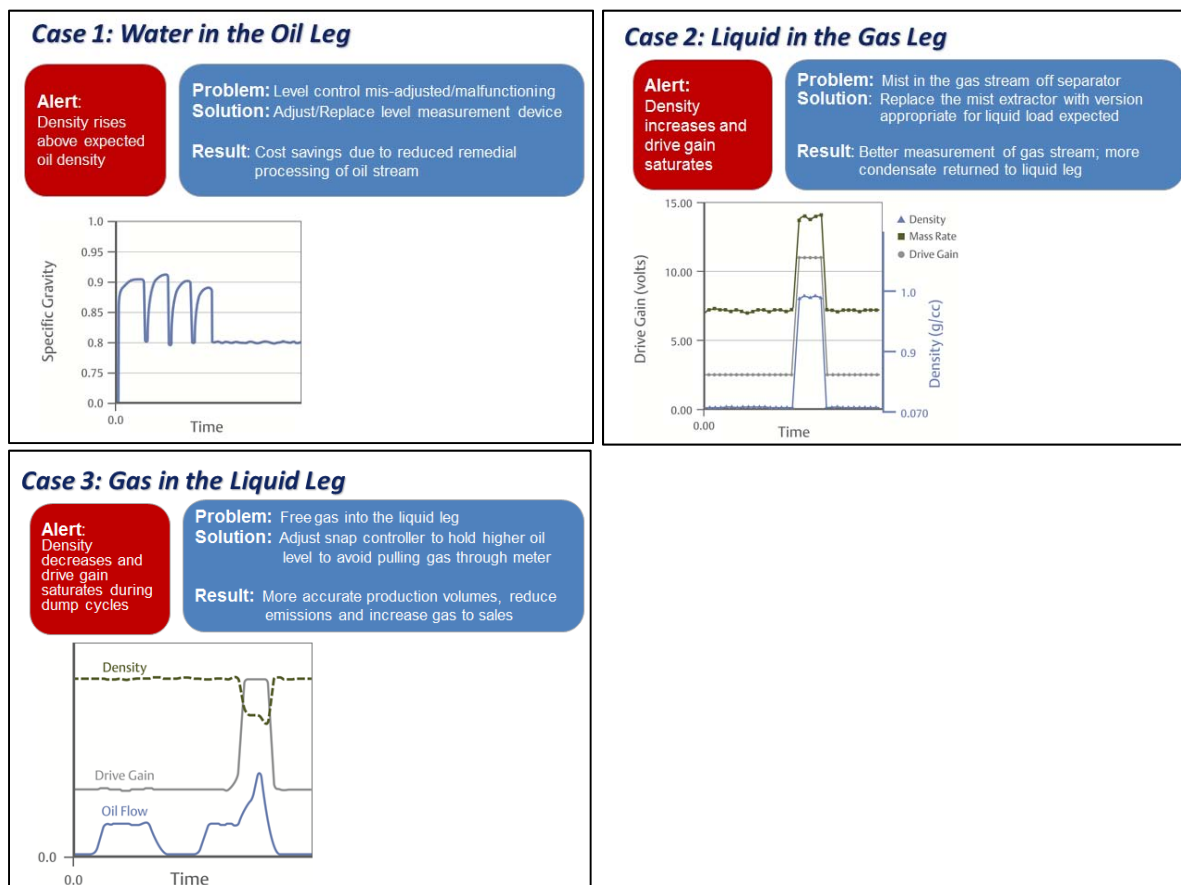 Case 1: Water in the Oil Leg
Alert:
Density rises
above expected
oil density
Problem: Level control mis-adjusted/malfunctioning
Solution: Adjust/Replace level measurement device
Result: Cost savings due to reduced remedial
processing of oil stream
1.0
0.95
0.9
0.85
0.8
0.75
0.0
0.0
Specific Gravity
Time
Case 2: Liquid in the Gas Leg
Alert:
Density
increases and
drive gain
saturates
Problem: Mist in the gas stream off separator
Solution: Replace the mist extractor with version
appropriate for liquid load expected
Result: Better measurement of gas stream; more
condensate returned to liquid leg
15.00
10.00
5.00
0.00
0.00
Drive Gain (volts)
Time
Density
Mass Rate
Drive Gain
1.0
0.9
0.070
Density (g/cc)
Case 3: Gas in the Liquid Leg
Alert:
Density
decreases and
drive gain
saturates during
dump cycles
Problem: Free gas into the liquid leg
Solution: Adjust snap controller to hold higher oil
level to avoid pulling gas through meter
Result: More accurate production volumes, reduce
emissions and increase gas to sales
Density
Drive Gain
Oil Flow
0.0
0.0
Time